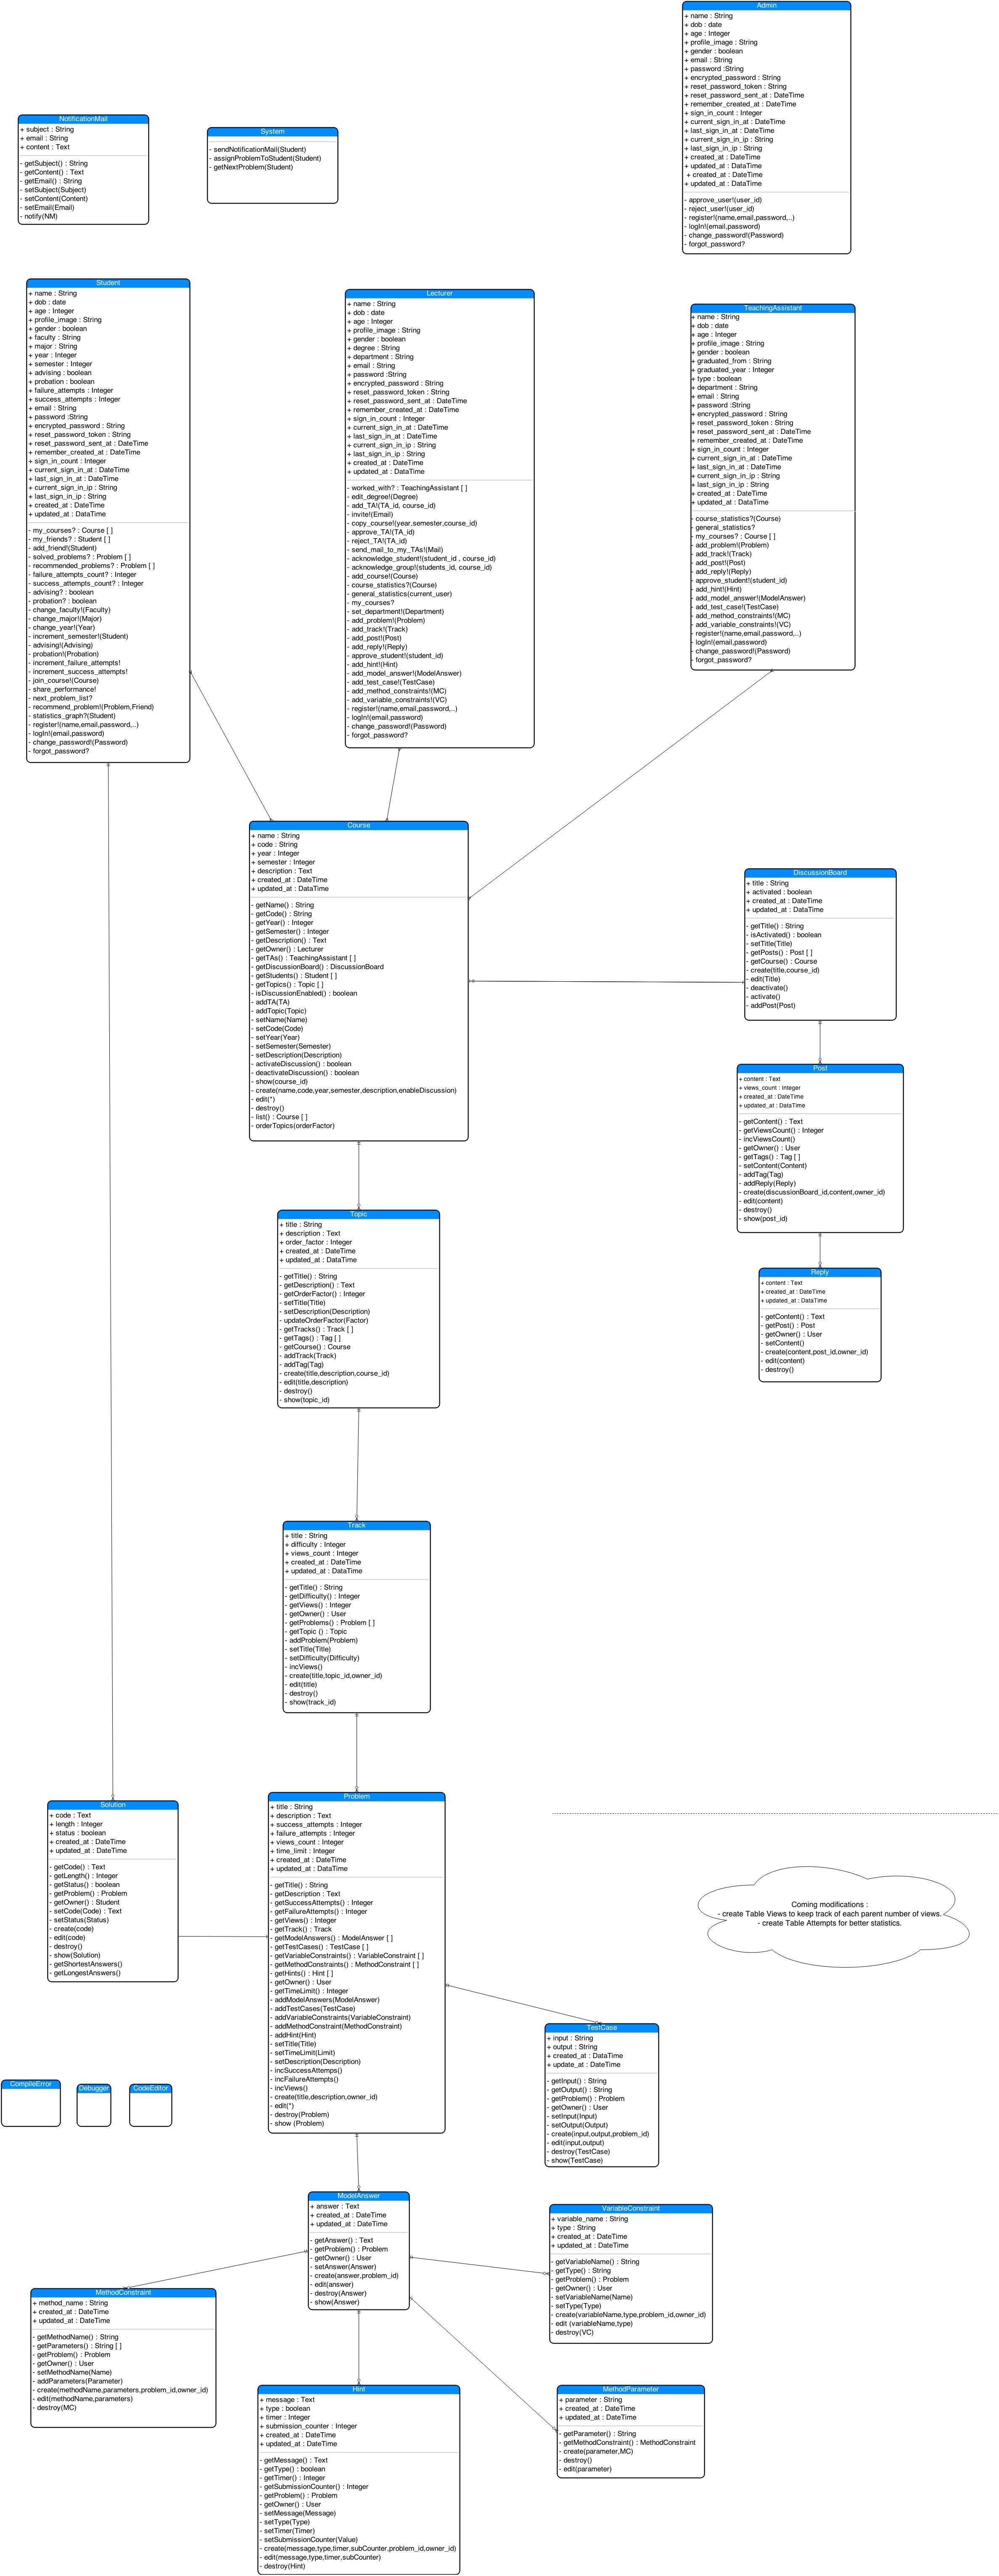 Admin
+ name : String
+ dob : date
+ age : Integer
+ profile_image : String
+ gender : boolean
+ email : String
+ password :String
+ encrypted_password : String
+ reset_password_token : String
+ reset_password_sent_at : DateTime
+ remember_created_at : DateTime
+ sign_in_count : Integer
+ current_sign_in_at : DateTime
+ last_sign_in_at : DateTime
+ current_sign_in_ip : String
+ last_sign_in_ip : String
+ created_at : DateTime
+ updated_at : DataTime
+ created_at : DateTime
+ updated_at : DataTime
- approve_user!(user_id)
- reject_user!(user_id)
- register!(name,email,password,..)
- logIn!(email,password)
- change_password!(Password)
- forgot_password?
NotificationMail
+ subject : String
+ email : String
+ content : Text
- getSubject() : String
- getContent() : Text
- getEmail() : String
- setSubject(Subject)
- setContent(Content)
- setEmail(Email)
- notify(NM)
System
- sendNotificationMail(Student)
- assignProblemToStudent(Student)
- getNextProblem(Student)
Student
+ name : String
+ dob : date
+ age : Integer
+ profile_image : String
+ gender : boolean
+ faculty : String
+ major : String
+ year : Integer
+ semester : Integer
+ advising : boolean
+ probation : boolean
+ failure_attempts : Integer
+ success_attempts : Integer
+ email : String
+ password :String
+ encrypted_password : String
+ reset_password_token : String
+ reset_password_sent_at : DateTime
+ remember_created_at : DateTime
+ sign_in_count : Integer
+ current_sign_in_at : DateTime
+ last_sign_in_at : DateTime
+ current_sign_in_ip : String
+ last_sign_in_ip : String
+ created_at : DateTime
+ updated_at : DataTime
- my_courses? : Course [ ]
- my_friends? : Student [ ]
- add_friend!(Student)
- solved_problems? : Problem [ ]
- recommended_problems? : Problem [ ]
- failure_attempts_count? : Integer
- success_attempts_count? : Integer
- advising? : boolean
- probation? : boolean
- change_faculty!(Faculty)
- change_major!(Major)
- change_year!(Year)
- increment_semester!(Student)
- advising!(Advising)
- probation!(Probation)
- increment_failure_attempts!
- increment_success_attempts!
- join_course!(Course)
- share_performance!
- next_problem_list?
- recommend_problem!(Problem,Friend)
- statistics_graph?(Student)
- register!(name,email,password,..)
- logIn!(email,password)
- change_password!(Password)
- forgot_password?
Lecturer
+ name : String
+ dob : date
+ age : Integer
+ profile_image : String
+ gender : boolean
+ degree : String
+ department : String
+ email : String
+ password :String
+ encrypted_password : String
+ reset_password_token : String
+ reset_password_sent_at : DateTime
+ remember_created_at : DateTime
+ sign_in_count : Integer
+ current_sign_in_at : DateTime
+ last_sign_in_at : DateTime
+ current_sign_in_ip : String
+ last_sign_in_ip : String
+ created_at : DateTime
+ updated_at : DataTime
- worked_with? : TeachingAssistant [ ]
- edit_degree!(Degree)
- add_TA!(TA_id, course_id)
- invite!(Email)
- copy_course!(year,semester,course_id)
- approve_TA!(TA_id)
- reject_TA!(TA_id)
- send_mail_to_my_TAs!(Mail)
- acknowledge_student!(student_id , course_id)
- acknowledge_group!(students_id, course_id)
- add_course!(Course)
- course_statistics?(Course)
- general_statistics(current_user)
- my_courses?
- set_department!(Department)
- add_problem!(Problem)
- add_track!(Track)
- add_post!(Post)
- add_reply!(Reply)
- approve_student!(student_id)
- add_hint!(Hint)
- add_model_answer!(ModelAnswer)
- add_test_case!(TestCase)
- add_method_constraints!(MC)
- add_variable_constraints!(VC)
- register!(name,email,password,..)
- logIn!(email,password)
- change_password!(Password)
- forgot_password?
TeachingAssistant
+ name : String
+ dob : date
+ age : Integer
+ profile_image : String
+ gender : boolean
+ graduated_from : String
+ graduated_year : Integer
+ type : boolean
+ department : String
+ email : String
+ password :String
+ encrypted_password : String
+ reset_password_token : String
+ reset_password_sent_at : DateTime
+ remember_created_at : DateTime
+ sign_in_count : Integer
+ current_sign_in_at : DateTime
+ last_sign_in_at : DateTime
+ current_sign_in_ip : String
+ last_sign_in_ip : String
+ created_at : DateTime
+ updated_at : DataTime
- course_statistics?(Course)
- general_statistics?
- my_courses? : Course [ ]
- add_problem!(Problem)
- add_track!(Track)
- add_post!(Post)
- add_reply!(Reply)
- approve_student!(student_id)
- add_hint!(Hint)
- add_model_answer!(ModelAnswer)
- add_test_case!(TestCase)
- add_method_constraints!(MC)
- add_variable_constraints!(VC)
- register!(name,email,password,..)
- logIn!(email,password)
- change_password!(Password)
- forgot_password?
Course
+ name : String
+ code : String
+ year : Integer
+ semester : Integer
+ description : Text
+ created_at : DateTime
+ updated_at : DataTime
- getName() : String
- getCode() : String
- getYear() : Integer
- getSemester() : Integer
- getDescription() : Text
- getOwner() : Lecturer
- getTAs() : TeachingAssistant [ ]
- getDiscussionBoard() : DiscussionBoard
- getStudents() : Student [ ]
- getTopics() : Topic [ ]
- isDiscussionEnabled() : boolean
- addTA(TA)
- addTopic(Topic)
- setName(Name)
- setCode(Code)
- setYear(Year)
- setSemester(Semester)
- setDescription(Description)
- activateDiscussion() : boolean
- deactivateDiscussion() : boolean
- show(course_id)
- create(name,code,year,semester,description,enableDiscussion)
- edit(*)
- destroy()
- list() : Course [ ]
- orderTopics(orderFactor)
DiscussionBoard
+ title : String
+ activated : boolean
+ created_at : DateTime
+ updated_at : DataTime
- getTitle() : String
- isActivated() : boolean
- setTitle(Title)
- getPosts() : Post [ ]
- getCourse() : Course
- create(title,course_id)
- edit(Title)
- deactivate()
- activate()
- addPost(Post)
Post
+ content : Text
+ views_count : Integer
+ created_at : DateTime
+ updated_at : DataTime
- getContent() : Text
- getViewsCount() : Integer
- incViewsCount()
- getOwner() : User
- getTags() : Tag [ ]
- setContent(Content)
- addTag(Tag)
- addReply(Reply)
- create(discussionBoard_id,content,owner_id)
- edit(content)
- destroy()
- show(post_id)
Reply
+ content : Text
+ created_at : DateTime
+ updated_at : DataTime
- getContent() : Text
- getPost() : Post
- getOwner() : User
- setContent()
- create(content,post_id,owner_id)
- edit(content)
- destroy()
Topic
+ title : String
+ description : Text
+ order_factor : Integer
+ created_at : DateTime
+ updated_at : DataTime
- getTitle() : String
- getDescription() : Text
- getOrderFactor() : Integer
- setTitle(Title)
- setDescription(Description)
- updateOrderFactor(Factor)
- getTracks() : Track [ ]
- getTags() : Tag [ ]
- getCourse() : Course
- addTrack(Track)
- addTag(Tag)
- create(title,description,course_id)
- edit(title,description)
- destroy()
- show(topic_id)
Track
+ title : String
+ difficulty : Integer
+ views_count : Integer
+ created_at : DateTime
+ updated_at : DataTime
- getTitle() : String
- getDifficulty() : Integer
- getViews() : Integer
- getOwner() : User
- getProblems() : Problem [ ]
- getTopic () : Topic
- addProblem(Problem)
- setTitle(Title)
- setDifficulty(Difficulty)
- incViews()
- create(title,topic_id,owner_id)
- edit(title)
- destroy()
- show(track_id)
Solution
+ code : Text
+ length : Integer
+ status : boolean
+ created_at : DateTime
+ updated_at : DateTime
- getCode() : Text
- getLength() : Integer
- getStatus() : boolean
- getProblem() : Problem
- getOwner() : Student
- setCode(Code) : Text
- setStatus(Status)
- create(code)
- edit(code)
- destroy()
- show(Solution)
- getShortestAnswers()
- getLongestAnswers()
Problem
+ title : String
+ description : Text
+ success_attempts : Integer
+ failure_attempts : Integer
+ views_count : Integer
+ time_limit : Integer
+ created_at : DateTime
+ updated_at : DataTime
- getTitle() : String
- getDescription() : Text
- getSuccessAttempts() : Integer
- getFailureAttempts() : Integer
- getViews() : Integer
- getTrack() : Track
- getModelAnswers() : ModelAnswer [ ]
- getTestCases() : TestCase [ ]
- getVariableConstraints() : VariableConstraint [ ]
- getMethodConstraints() : MethodConstraint [ ]
- getHints() : Hint [ ]
- getOwner() : User
- getTimeLimit() : Integer
- addModelAnswers(ModelAnswer)
- addTestCases(TestCase)
- addVariableConstraints(VariableConstraint)
- addMethodConstraint(MethodConstraint)
- addHint(Hint)
- setTitle(Title)
- setTimeLimit(Limit)
- setDescription(Description)
- incSuccessAttemps()
- incFailureAttempts()
- incViews()
- create(title,description,owner_id)
- edit(*)
- destroy(Problem)
- show (Problem)
Coming modifications :
- create Table Views to keep track of each parent number of views.
- create Table Attempts for better statistics.
TestCase
+ input : String
+ output : String
+ created_at : DataTime
+ update_at : DateTime
- getInput() : String
- getOutput() : String
- getProblem() : Problem
- getOwner() : User
- setInput(Input)
- setOutput(Output)
- create(input,output,problem_id)
- edit(input,output)
- destroy(TestCase)
- show(TestCase)
CompileError
Debugger
CodeEditor
ModelAnswer
+ answer : Text
+ created_at : DateTime
+ updated_at : DateTime
- getAnswer() : Text
- getProblem() : Problem
- getOwner() : User
- setAnswer(Answer)
- create(answer,problem_id)
- edit(answer)
- destroy(Answer)
- show(Answer)
VariableConstraint
+ variable_name : String
+ type : String
+ created_at : DateTime
+ updated_at : DateTime
- getVariableName() : String
- getType() : String
- getProblem() : Problem
- getOwner() : User
- setVariableName(Name)
- setType(Type)
- create(variableName,type,problem_id,owner_id)
- edit (variableName,type)
- destroy(VC)
MethodConstraint
+ method_name : String
+ created_at : DateTime
+ updated_at : DateTime
- getMethodName() : String
- getParameters() : String [ ]
- getProblem() : Problem
- getOwner() : User
- setMethodName(Name)
- addParameters(Parameter)
- create(methodName,parameters,problem_id,owner_id)
- edit(methodName,parameters)
- destroy(MC)
Hint
+ message : Text
+ type : boolean
+ timer : Integer
+ submission_counter : Integer
+ created_at : DateTime
+ updated_at : DateTime
- getMessage() : Text
- getType() : boolean
- getTimer() : Integer
- getSubmissionCounter() : Integer
- getProblem() : Problem
- getOwner() : User
- setMessage(Message)
- setType(Type)
- setTimer(Timer)
- setSubmissionCounter(Value)
- create(message,type,timer,subCounter,problem_id,owner_id)
- edit(message,type,timer,subCounter)
- destroy(Hint)
MethodParameter
+ parameter : String
+ created_at : DateTime
+ updated_at : DateTime
- getParameter() : String
- getMethodConstraint() : MethodConstraint
- create(parameter,MC)
- destroy()
- edit(parameter)